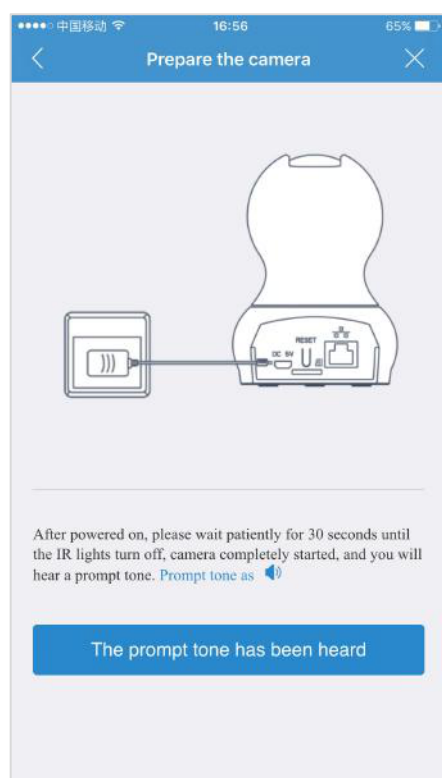 中国移动 16:56 65%
Prepare the camera
RESET
DC 5V
After powered on, please wait patiently for 30 seconds until
the IR lights turn off, camera completely started, and you will
hear a prompt tone. Prompt tone as
The prompt tone has been heard